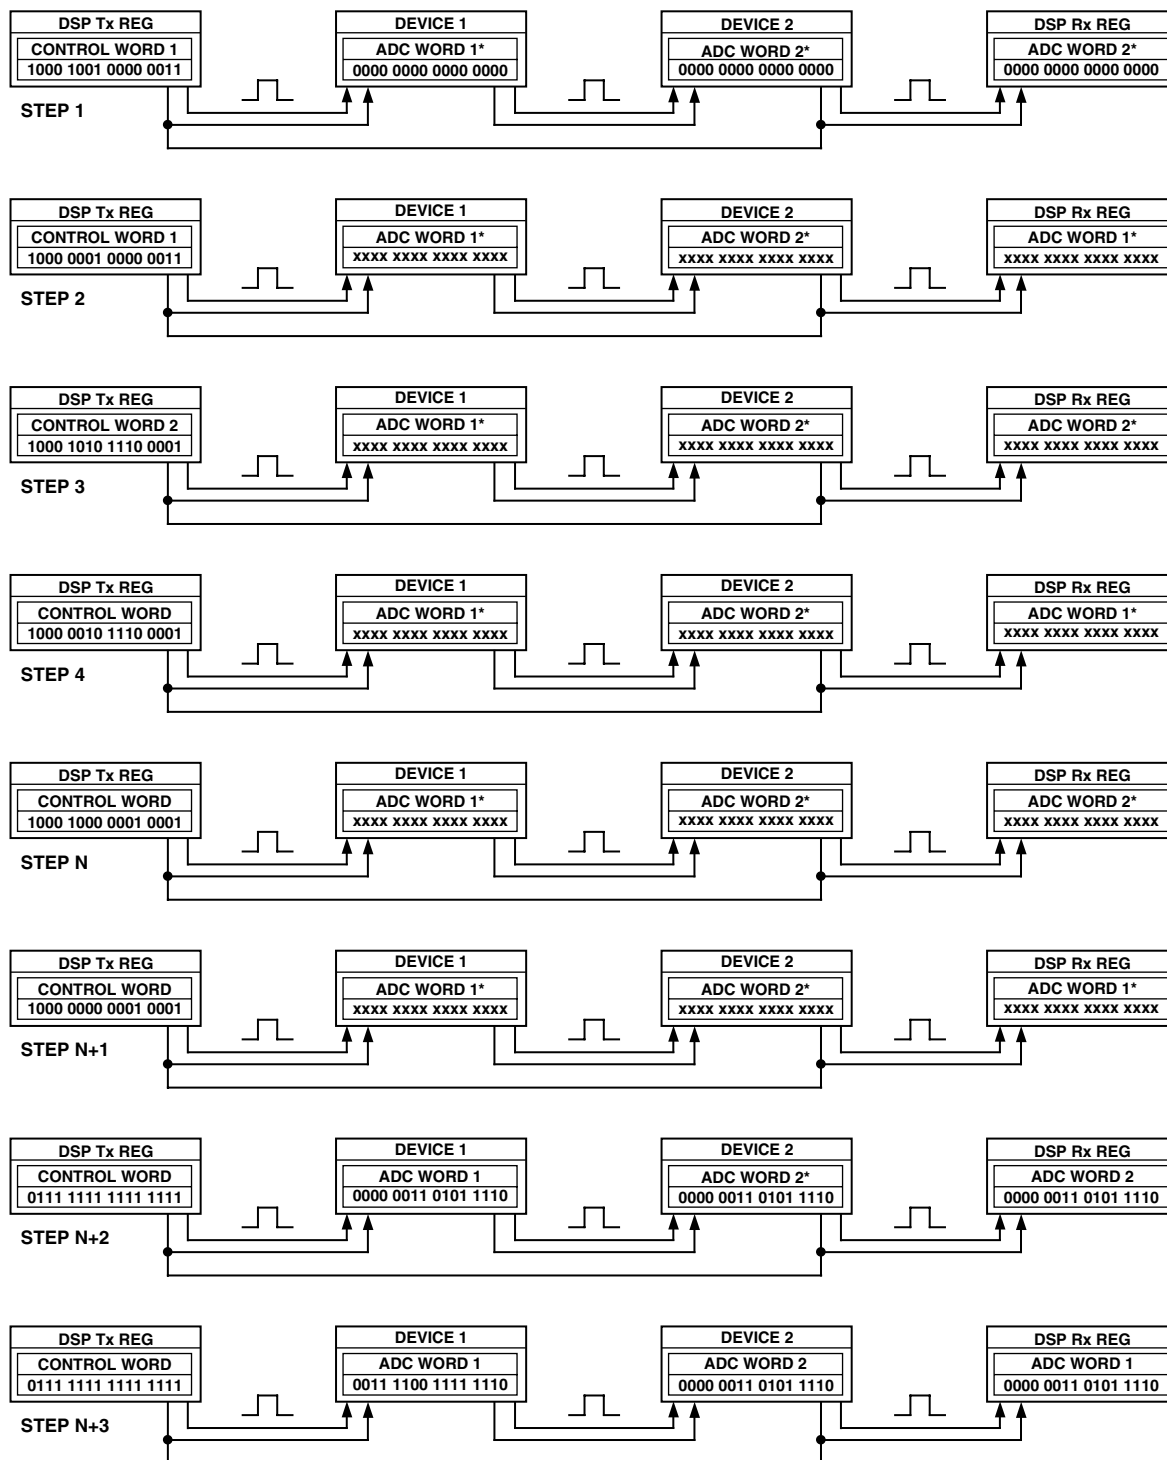 DSP Tx REG DEVICE 1 DEVICE 2 DSP Rx REG
CONTROL WORD 1 ADC WORD 1* ADC WORD 2* ADC WORD 2*
1000 1001 0000 0011 0000 0000 0000 0000 0000 0000 0000 0000 0000 0000 0000 0000
STEP 1
DSP Tx REG DEVICE 1 DEVICE 2 DSP Rx REG
CONTROL WORD 1 ADC WORD 1* ADC WORD 2* ADC WORD 1*
1000 0001 0000 0011 xxxx xxxx xxxx xxxx xxxx xxxx xxxx xxxx xxxx xxxx xxxx xxxx
STEP 2
DSP Tx REG DEVICE 1 DEVICE 2 DSP Rx REG
CONTROL WORD 2 ADC WORD 1* ADC WORD 2* ADC WORD 2*
1000 1010 1110 0001 xxxx xxxx xxxx xxxx xxxx xxxx xxxx xxxx xxxx xxxx xxxx xxxx
STEP 3
DSP Tx REG DEVICE 1 DEVICE 2 DSP Rx REG
CONTROL WORD ADC WORD 1* ADC WORD 2* ADC WORD 1*
1000 0010 1110 0001 xxxx xxxx xxxx xxxx xxxx xxxx xxxx xxxx xxxx xxxx xxxx xxxx
STEP 4
DSP Tx REG DEVICE 1 DEVICE 2 DSP Rx REG
CONTROL WORD ADC WORD 1* ADC WORD 2* ADC WORD 2*
1000 1000 0001 0001 xxxx xxxx xxxx xxxx xxxx xxxx xxxx xxxx xxxx xxxx xxxx xxxx
STEP N
DSP Tx REG DEVICE 1 DEVICE 2 DSP Rx REG
CONTROL WORD ADC WORD 1* ADC WORD 2* ADC WORD 1*
1000 0000 0001 0001 xxxx xxxx xxxx xxxx xxxx xxxx xxxx xxxx xxxx xxxx xxxx xxxx
STEP N+1
DSP Tx REG DEVICE 1 DEVICE 2 DSP Rx REG
CONTROL WORD ADC WORD 1 ADC WORD 2* ADC WORD 2
0111 1111 1111 1111 0000 0011 0101 1110 0000 0011 0101 1110 0000 0011 0101 1110
STEP N+2
DSP Tx REG DEVICE 1 DEVICE 2 DSP Rx REG
CONTROL WORD ADC WORD 1 ADC WORD 2 ADC WORD 1
0111 1111 1111 1111 0011 1100 1111 1110 0000 0011 0101 1110 0000 0011 0101 1110
STEP N+3